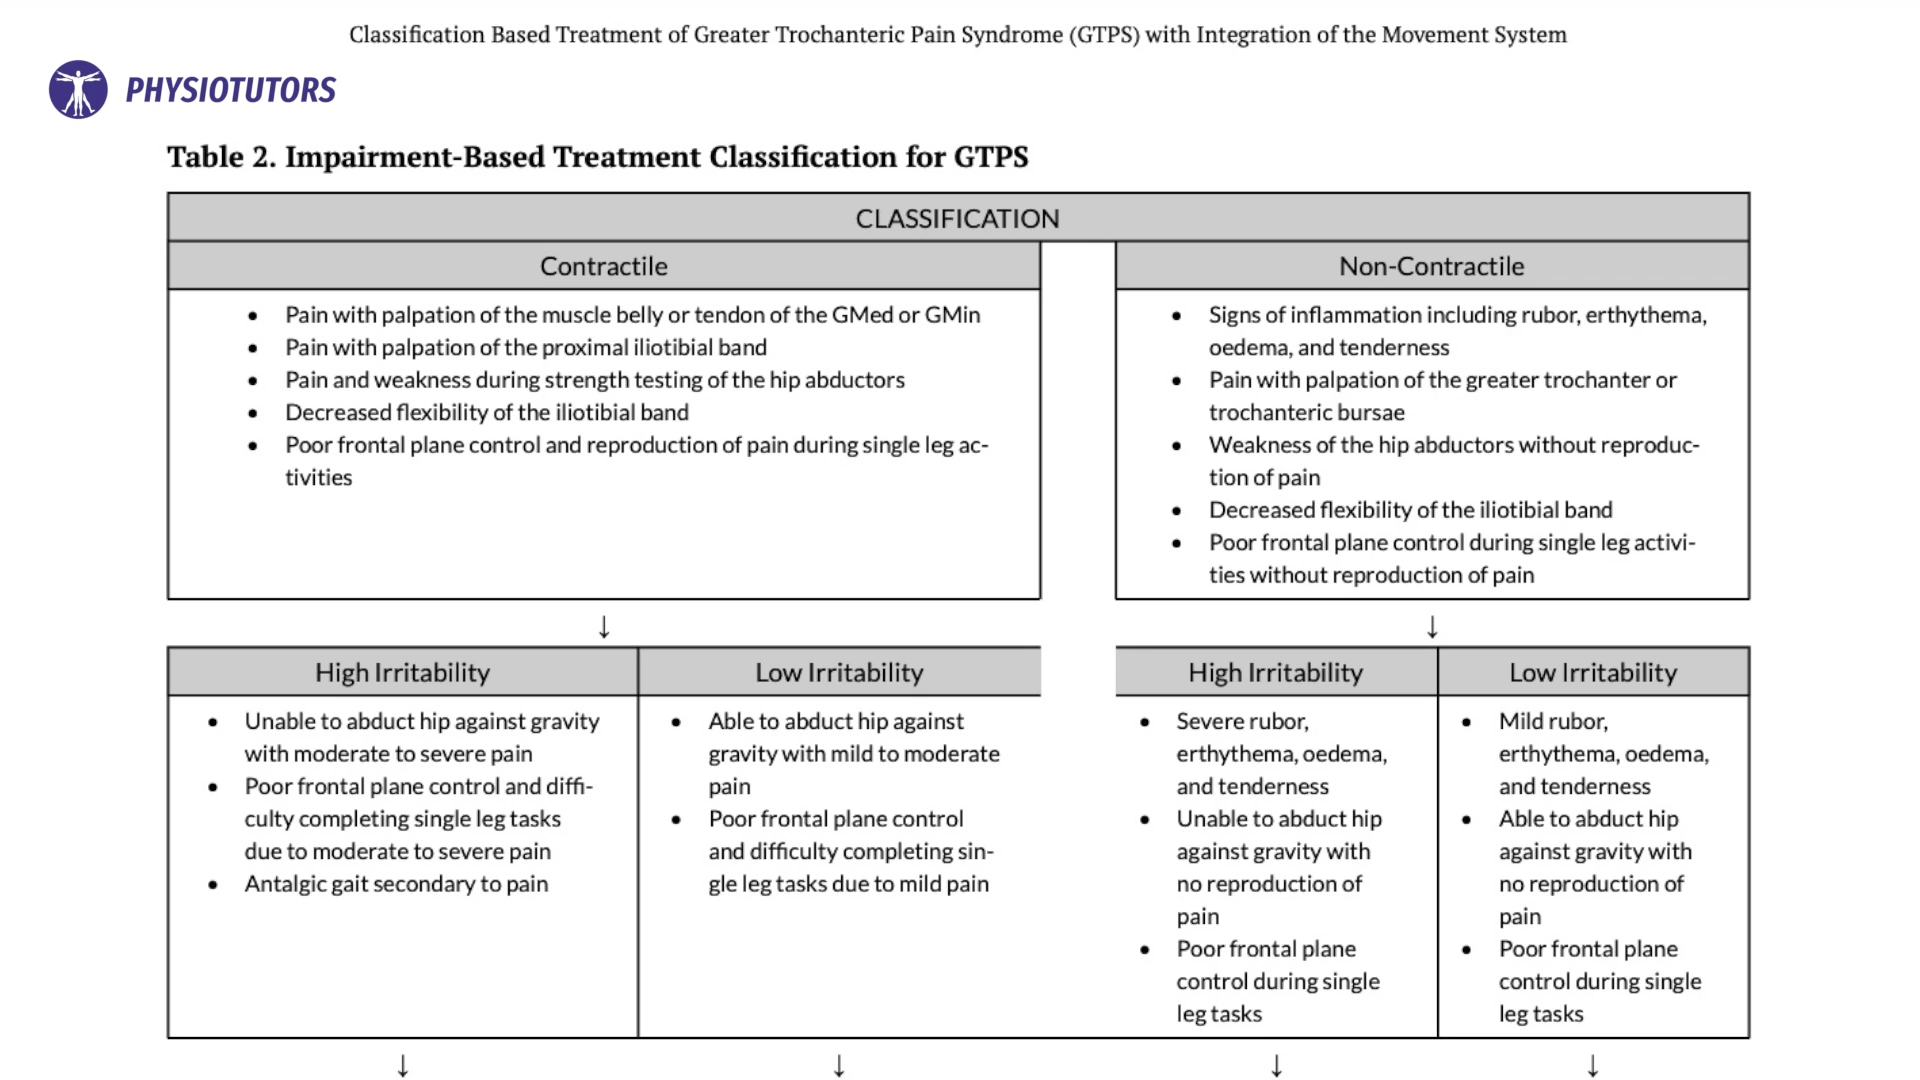 Classification Based Treatment of Greater Trochanteric Pain Syndrome (GTPS) with Integration of the Movement System
PHYSIOTUTORS
Table 2. Impairment-Based Treatment Classification for GTPS
CLASSIFICATION
Contractile
• Pain with palpation of the muscle belly or tendon of the GMed or GMin
• Pain with palpation of the proximal iliotibial band
• Pain and weakness during strength testing of the hip abductors
• Decreased flexibility of the iliotibial band
• Poor frontal plane control and reproduction of pain during single leg ac-
tivities
Non-Contractile
• Signs of inflammation including rubor, erthythema,
oedema, and tenderness
• Pain with palpation of the greater trochanter or
trochanteric bursae
• Weakness of the hip abductors without reproduc-
tion of pain
• Decreased flexibility of the iliotibial band
• Poor frontal plane control during single leg activi-
ties without reproduction of pain
↓
↓
High Irritability
• Unable to abduct hip against gravity
with moderate to severe pain
• Poor frontal plane control and diffi-
culty completing single leg tasks
due to moderate to severe pain
• Antalgic gait secondary to pain
Low Irritability
• Able to abduct hip against
gravity with mild to moderate
pain
• Poor frontal plane control
and difficulty completing sin-
gle leg tasks due to mild pain
High Irritability
• Severe rubor,
erthythema, oedema,
and tenderness
• Unable to abduct hip
against gravity with
no reproduction of
pain
• Poor frontal plane
control during single
leg tasks
Low Irritability
• Mild rubor,
erthythema, oedema,
and tenderness
• Able to abduct hip
against gravity with
no reproduction of
pain
• Poor frontal plane
control during single
leg tasks
↓
↓
↓
↓